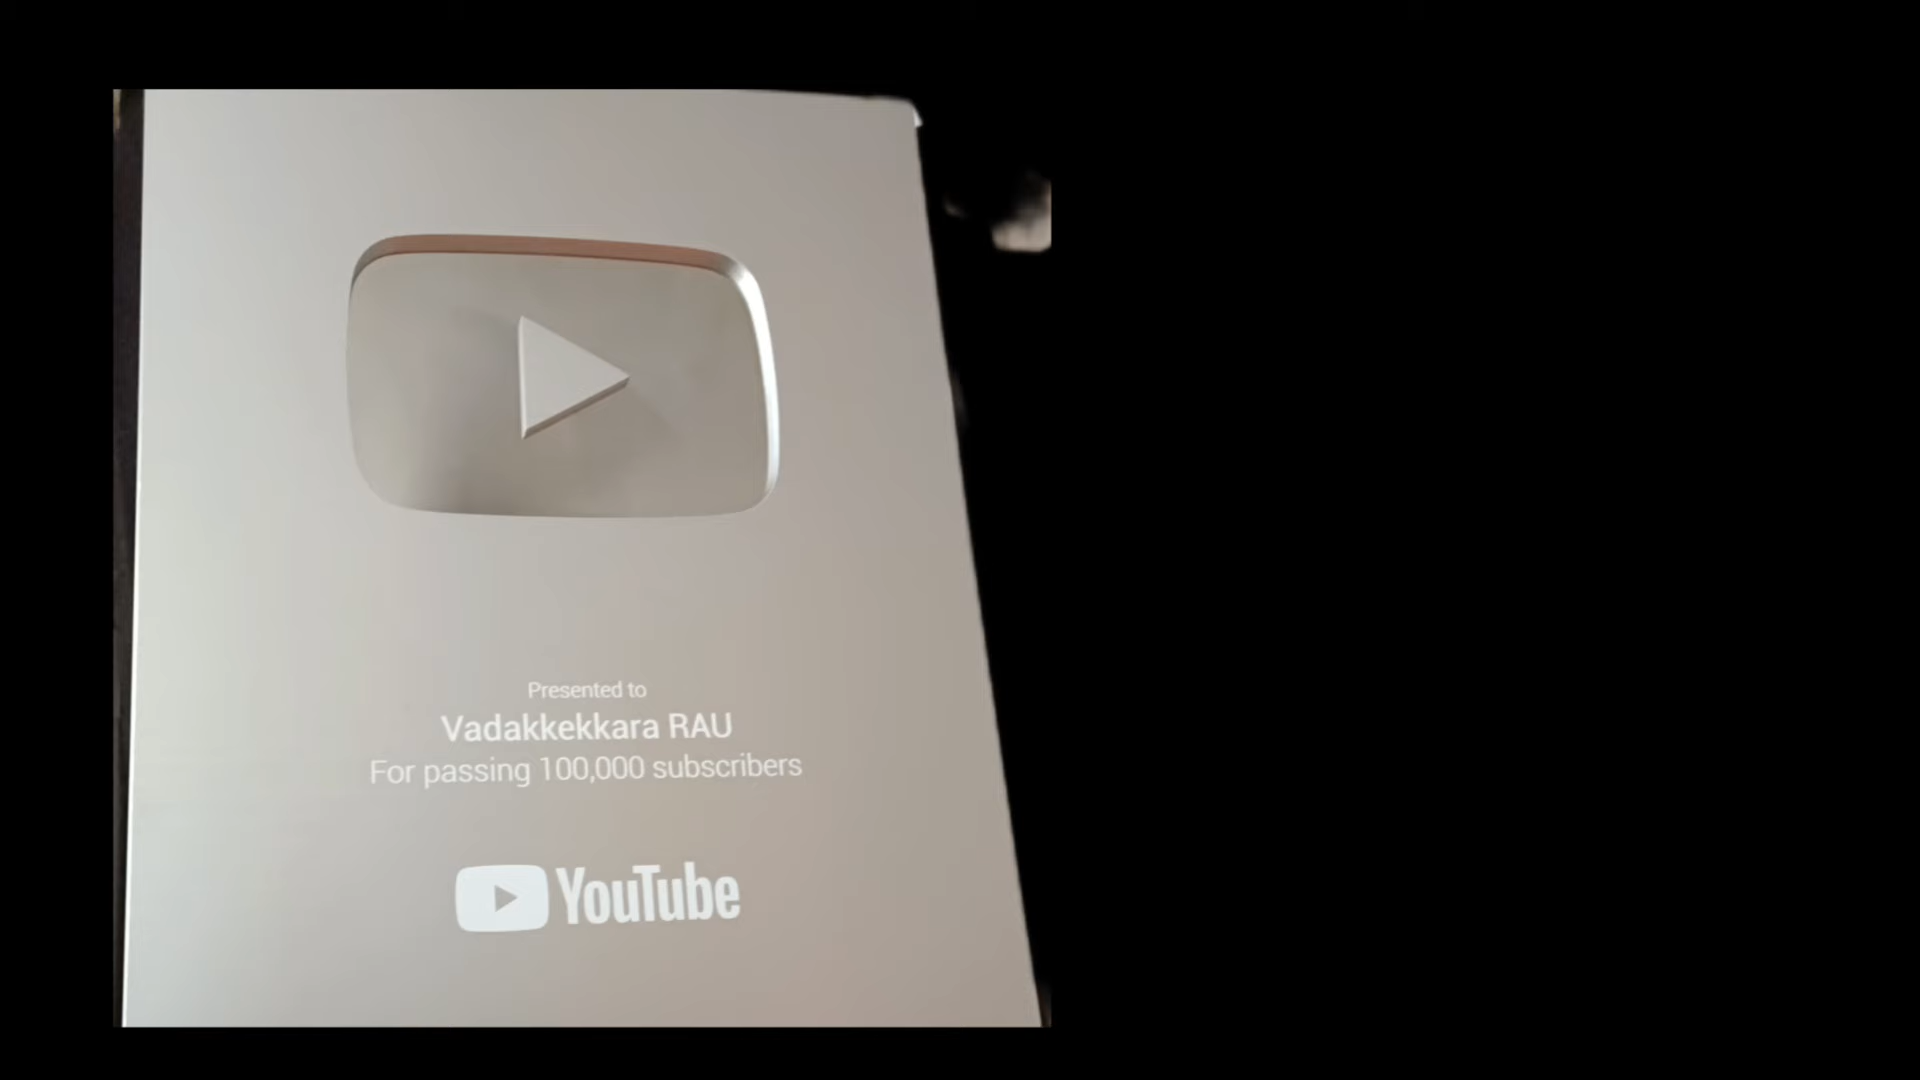 Presented to
Vadakkekkara RAU
For passing 100,000 subscribers
YouTube